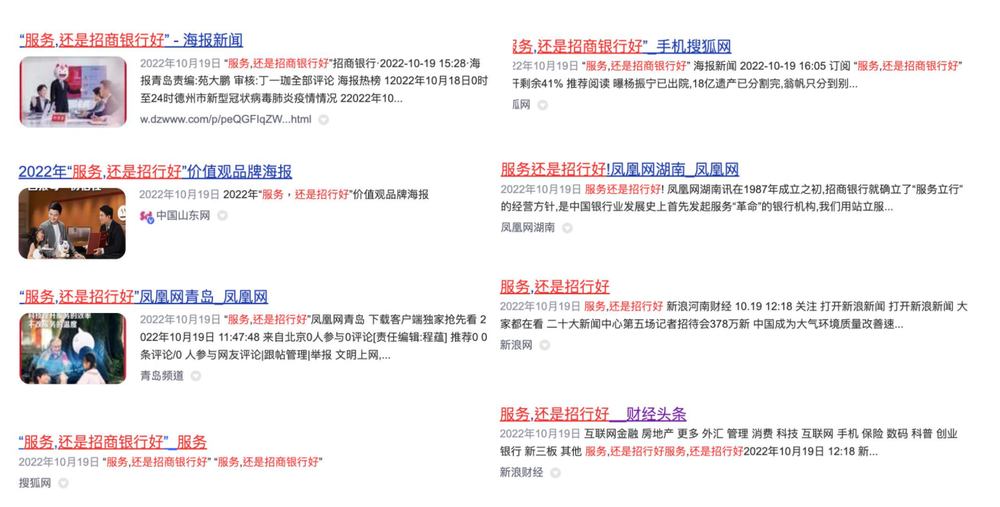 “服务,还是招商银行好” - 海报新闻
2022年10月19日 “服务,还是招商银行好”招商银行·2022-10-19 15:28·海
报青岛责编:苑大鹏 审核:丁一珈全部评论 海报热榜 12022年10月18日0时
至24时德州市新型冠状病毒肺炎疫情情况 22022年10...
w.dzwww.com/p/peQGFIqZW...html
2022年“服务,还是招行好”价值观品牌海报
2022年10月19日 2022年“服务，还是招行好”价值观品牌海报
中国山东网
“服务,还是招行好”凤凰网青岛_凤凰网
2022年10月19日 “服务,还是招行好”凤凰网青岛 下载客户端独家抢先看 2
022年10月19日 11:47:48 来自北京0人参与0评论[责任编辑:程蕴] 推荐0 0
条评论/0 人参与网友评论|跟帖管理|举报 文明上网,...
不改服务的温度
青岛频道
“服务,还是招商银行好”_服务
2022年10月19日 “服务,还是招商银行好” “服务,还是招商银行好”
搜狐网
服务,还是招商银行好”_手机搜狐网
22年10月19日 “服务,还是招商银行好” 海报新闻 2022-10-19 16:05 订阅 “服务,还是招商银行好”
开剩余41% 推荐阅读 曝杨振宁已出院,18亿遗产已分割完,翁帆只分到别...
狐网
服务还是招行好!凤凰网湖南_凤凰网
2022年10月19日 服务还是招行好! 凤凰网湖南讯在1987年成立之初,招商银行就确立了“服务立行”
的经营方针,是中国银行业发展史上首先发起服务“革命”的银行机构,我们用站立服...
凤凰网湖南
服务,还是招行好
2022年10月19日 服务,还是招行好 新浪河南财经 10.19 12:18 关注 打开新浪新闻 打开新浪新闻 大
家都在看 二十大新闻中心第五场记者招待会378万新 中国成为大气环境质量改善速...
新浪网
服务,还是招行好__财经头条
2022年10月19日 互联网金融 房地产 更多 外汇 管理 消费 科技 互联网 手机 保险 数码 科普 创业
银行 新三板 其他 服务,还是招行好服务,还是招行好2022年10月19日 12:18 新...
新浪财经